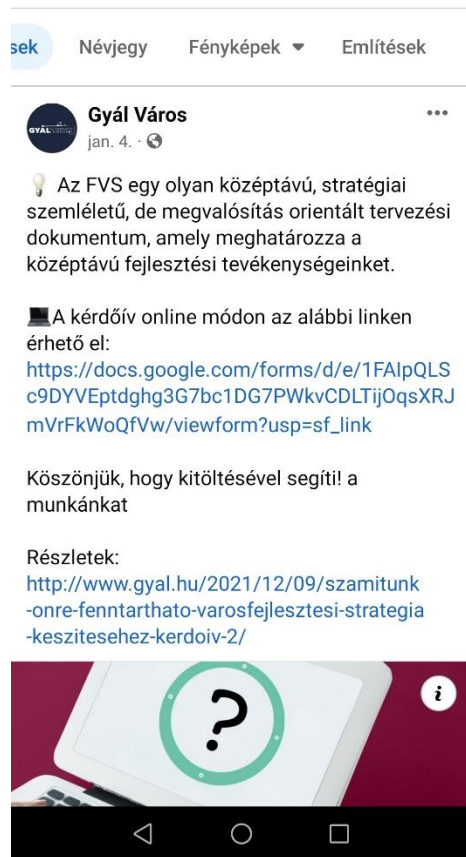 sek Névjegy Fényképek Említések
GYÁL
Gyál Város
jan. 4.
Az FVS egy olyan középtávú, stratégiai
szemléletű, de megvalósítás orientált tervezési
dokumentum, amely meghatározza a
középtávú fejlesztési tevékenységeinket.
A kérdőív online módon az alábbi linken
érhető el:
https://docs.google.com/forms/d/e/1FAIpQLS
c9DYVEptdghg3G7bc1DG7PWkvCDLTijOqsXRJ
mVrFkWoQfVw/viewform?usp=sf_link
Köszönjük, hogy kitöltésével segíti! a
munkánkat
Részletek:
http://www.gyal.hu/2021/12/09/szamitunk
-onre-fenntarthato-varosfejlesztesi-strategia
-keszitesehez-kerdoiv-2/
?
i